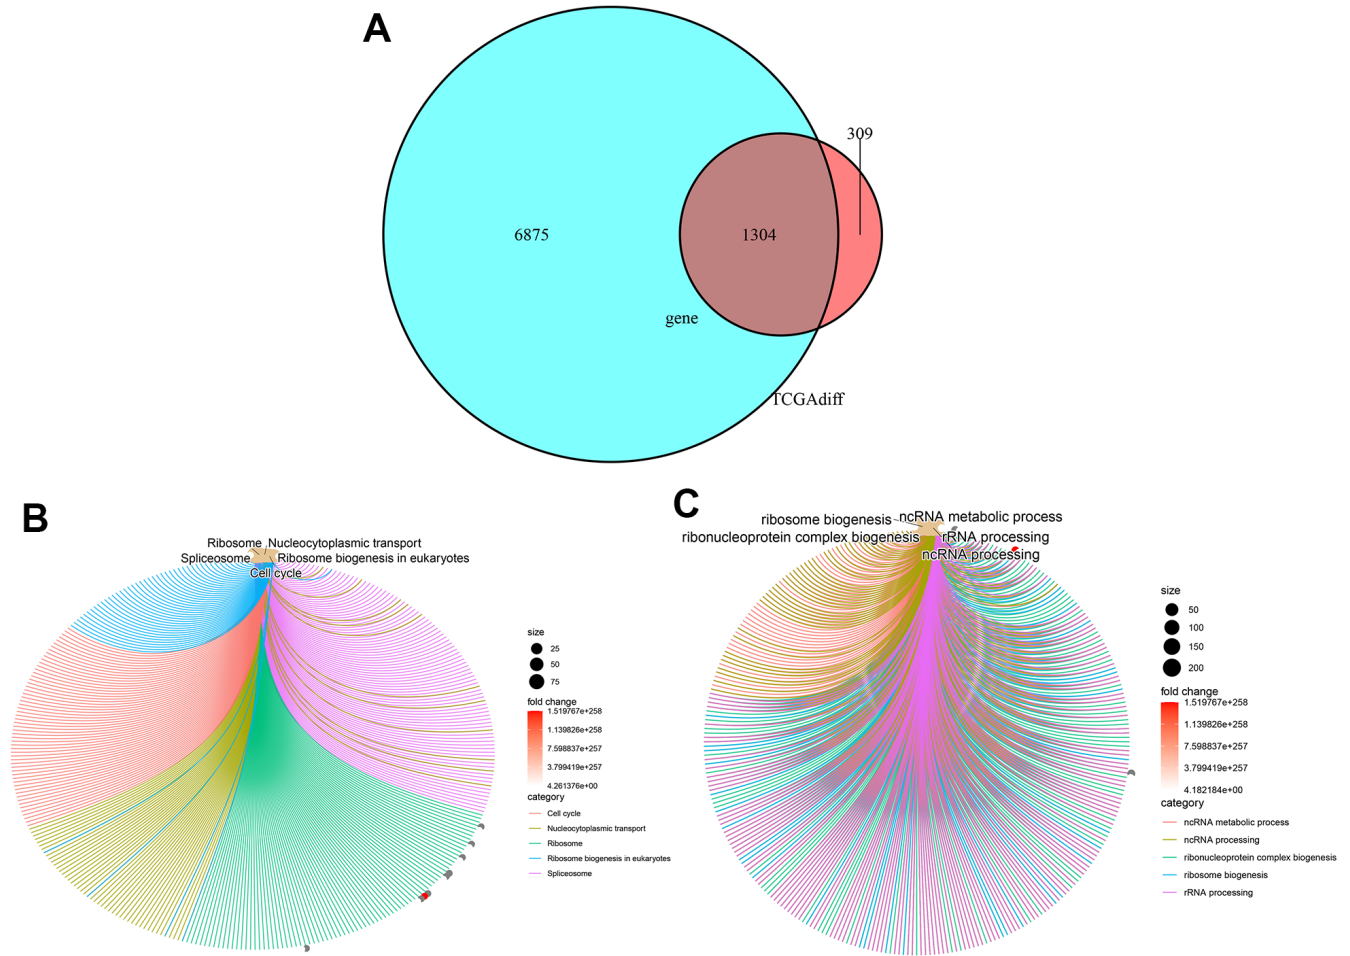 A
309
6875
1304
gene
TCGAdiff
B
Ribosome
Nucleocytoplasmic transport
Spliceosome
Ribosome biogenesis in eukaryotes
Cell cycle
size
25
50
75
fold change
1.519767e+258
1.139826e+258
7.598837e+257
3.799419e+257
4.261376e+00
category
Cell cycle
Nucleocytoplasmic transport
Ribosome
Ribosome biogenesis in eukaryotes
Spliceosome
C
ribosome biogenesis
ncRNA metabolic process
ribonucleoprotein complex biogenesis
rRNA processing
ncRNA processing
size
50
100
150
200
fold change
1.519767e+258
1.139826e+258
7.598837e+257
3.799419e+257
4.182184e+00
category
ncRNA metabolic process
ncRNA processing
ribonucleoprotein complex biogenesis
ribosome biogenesis
rRNA processing